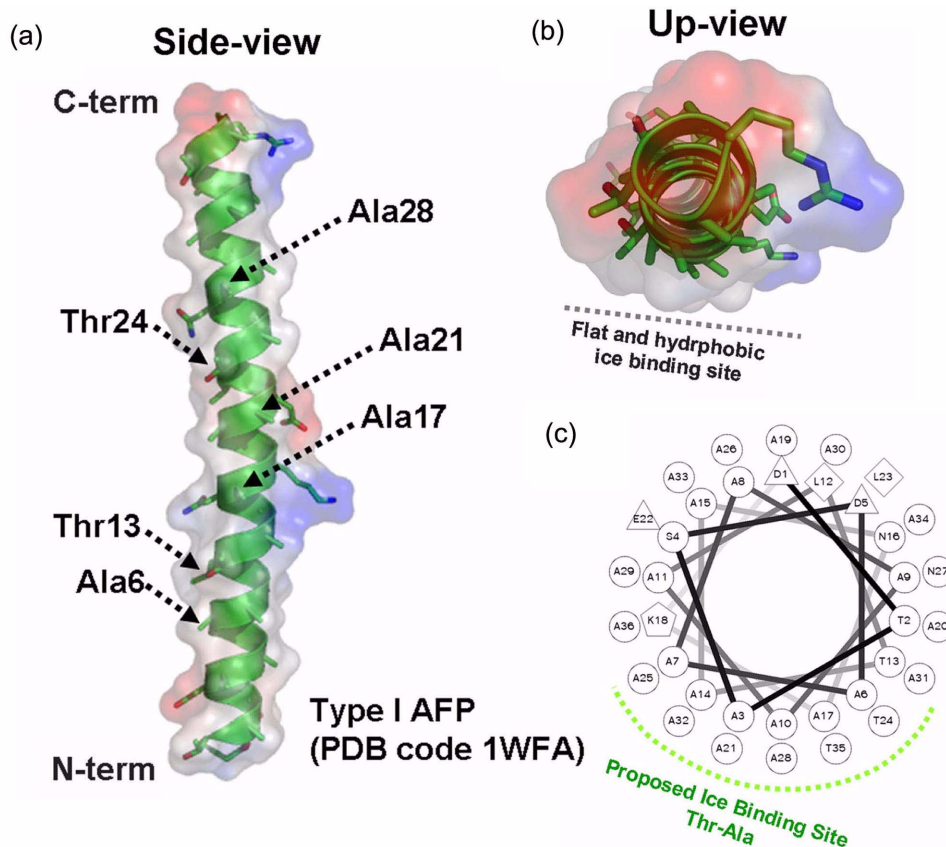 (a)
Side-view
C-term
Ala28
Thr24
Ala21
Ala17
Thr13
Ala6
Type I AFP
(PDB code 1WFA)
N-term
(b)
Up-view
Flat and hydrphobic
ice binding site
(c)
A19
A26
A30
D1
A33
A8
L12
L23
A15
D5
E22
S4
N16
A34
A29
A11
A9
N27
A36
K18
T2
A20
A25
A7
T13
A31
A14
A6
A32
A3
A10
A17
T24
A21
A28
T35
Proposed Ice Binding Site
Thr-Ala